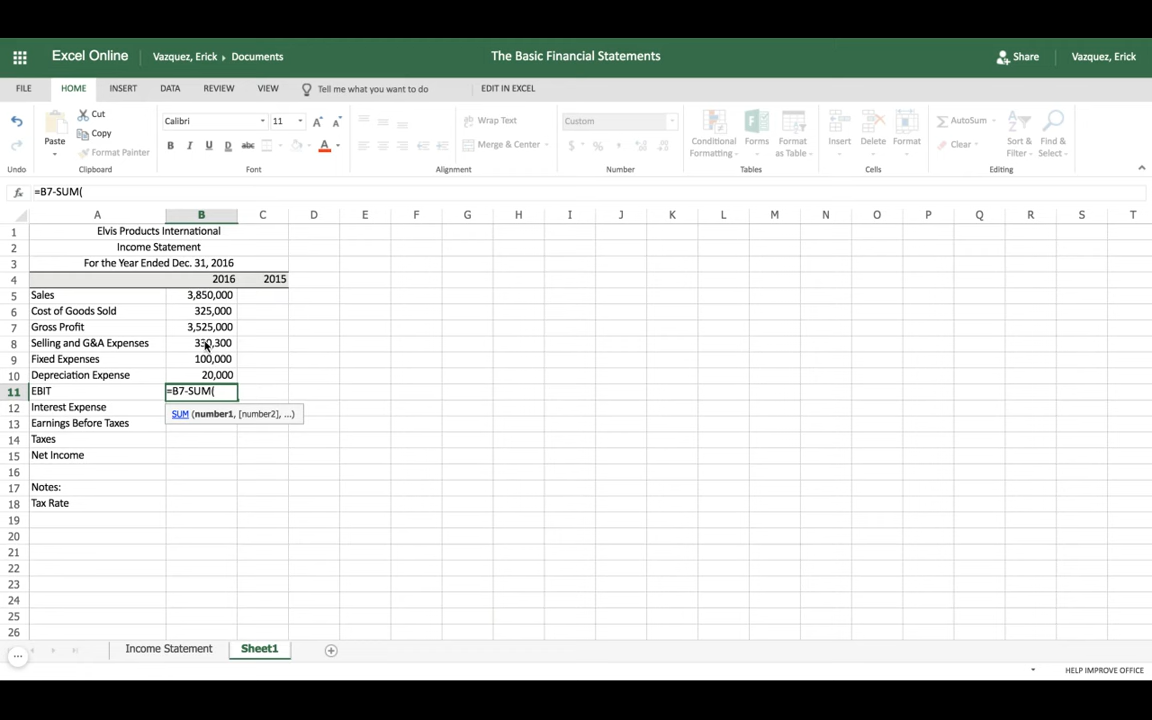 Excel Online Vazquez, Erick ▸ Documents The Basic Financial Statements Share Vazquez, Erick
FILE HOME INSERT DATA REVIEW VIEW Tell me what you want to do EDIT IN EXCEL
Paste Cut Calibri 11 A A Wrap Text Custom Conditional Formatting Forms Format as Table Insert Delete Format AutoSum Sort & Filter Find & Select
Copy
Format Painter B I U D abc A Merge & Center $ % Clear
Undo Clipboard Font Alignment Number Tables Cells Editing
fx =B7-SUM(
A B C D E F G H I J K L M N O P Q R S T
1 Elvis Products International
2 Income Statement
3 For the Year Ended Dec. 31, 2016
4 2016 2015
5 Sales 3,850,000
6 Cost of Goods Sold 325,000
7 Gross Profit 3,525,000
8 Selling and G&A Expenses 330,300
9 Fixed Expenses 100,000
10 Depreciation Expense 20,000
11 EBIT =B7-SUM(
12 Interest Expense SUM (number1, [number2], ...)
13 Earnings Before Taxes
14 Taxes
15 Net Income
16
17 Notes:
18 Tax Rate
19
20
21
22
23
24
25
26
Income Statement Sheet1
HELP IMPROVE OFFICE